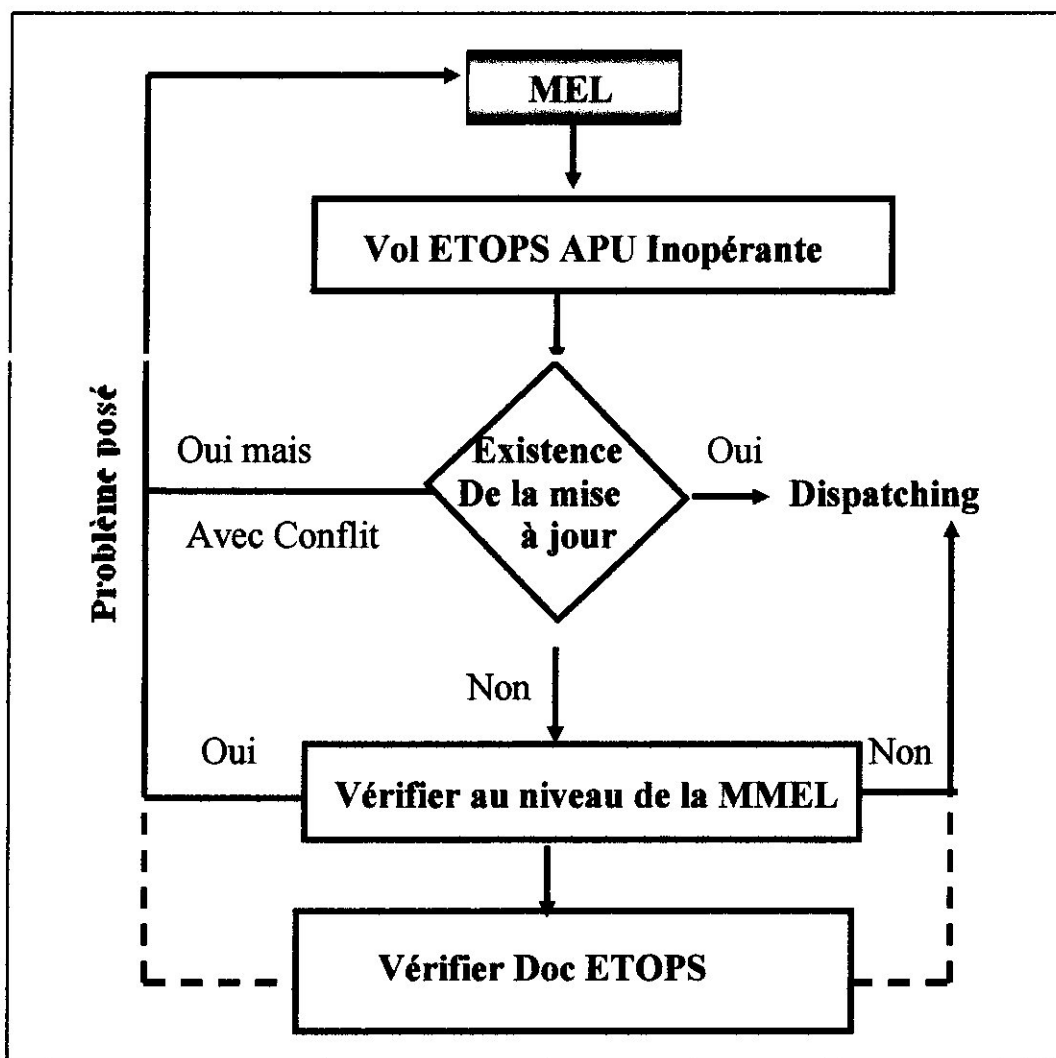 MEL
Vol ETOPS APU Inopérante
Problème posé
Oui mais
Avec Conflit
Existence
De la mise
à jour
Oui
Dispatching
Non
Oui
Vérifier au niveau de la MMEL
Non
Vérifier Doc ETOPS